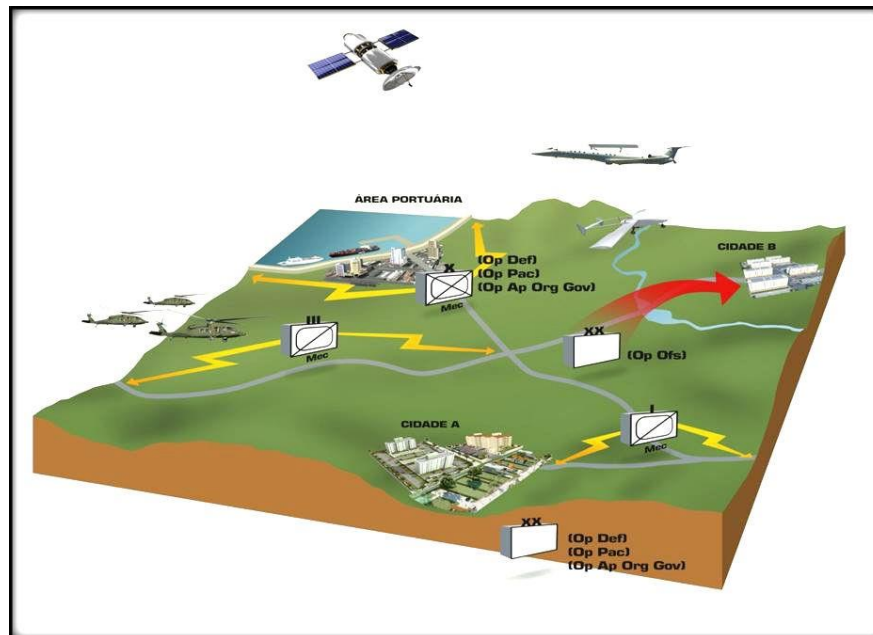 ÁREA PORTUÁRIA
CIDADE B
X
(Op Def)
(Op Pac)
(Op Ap Org Gov)
Mec
III
Mec
XX
(Op Ofs)
CIDADE A
I
Mec
XX
(Op Def)
(Op Pac)
(Op Ap Org Gov)